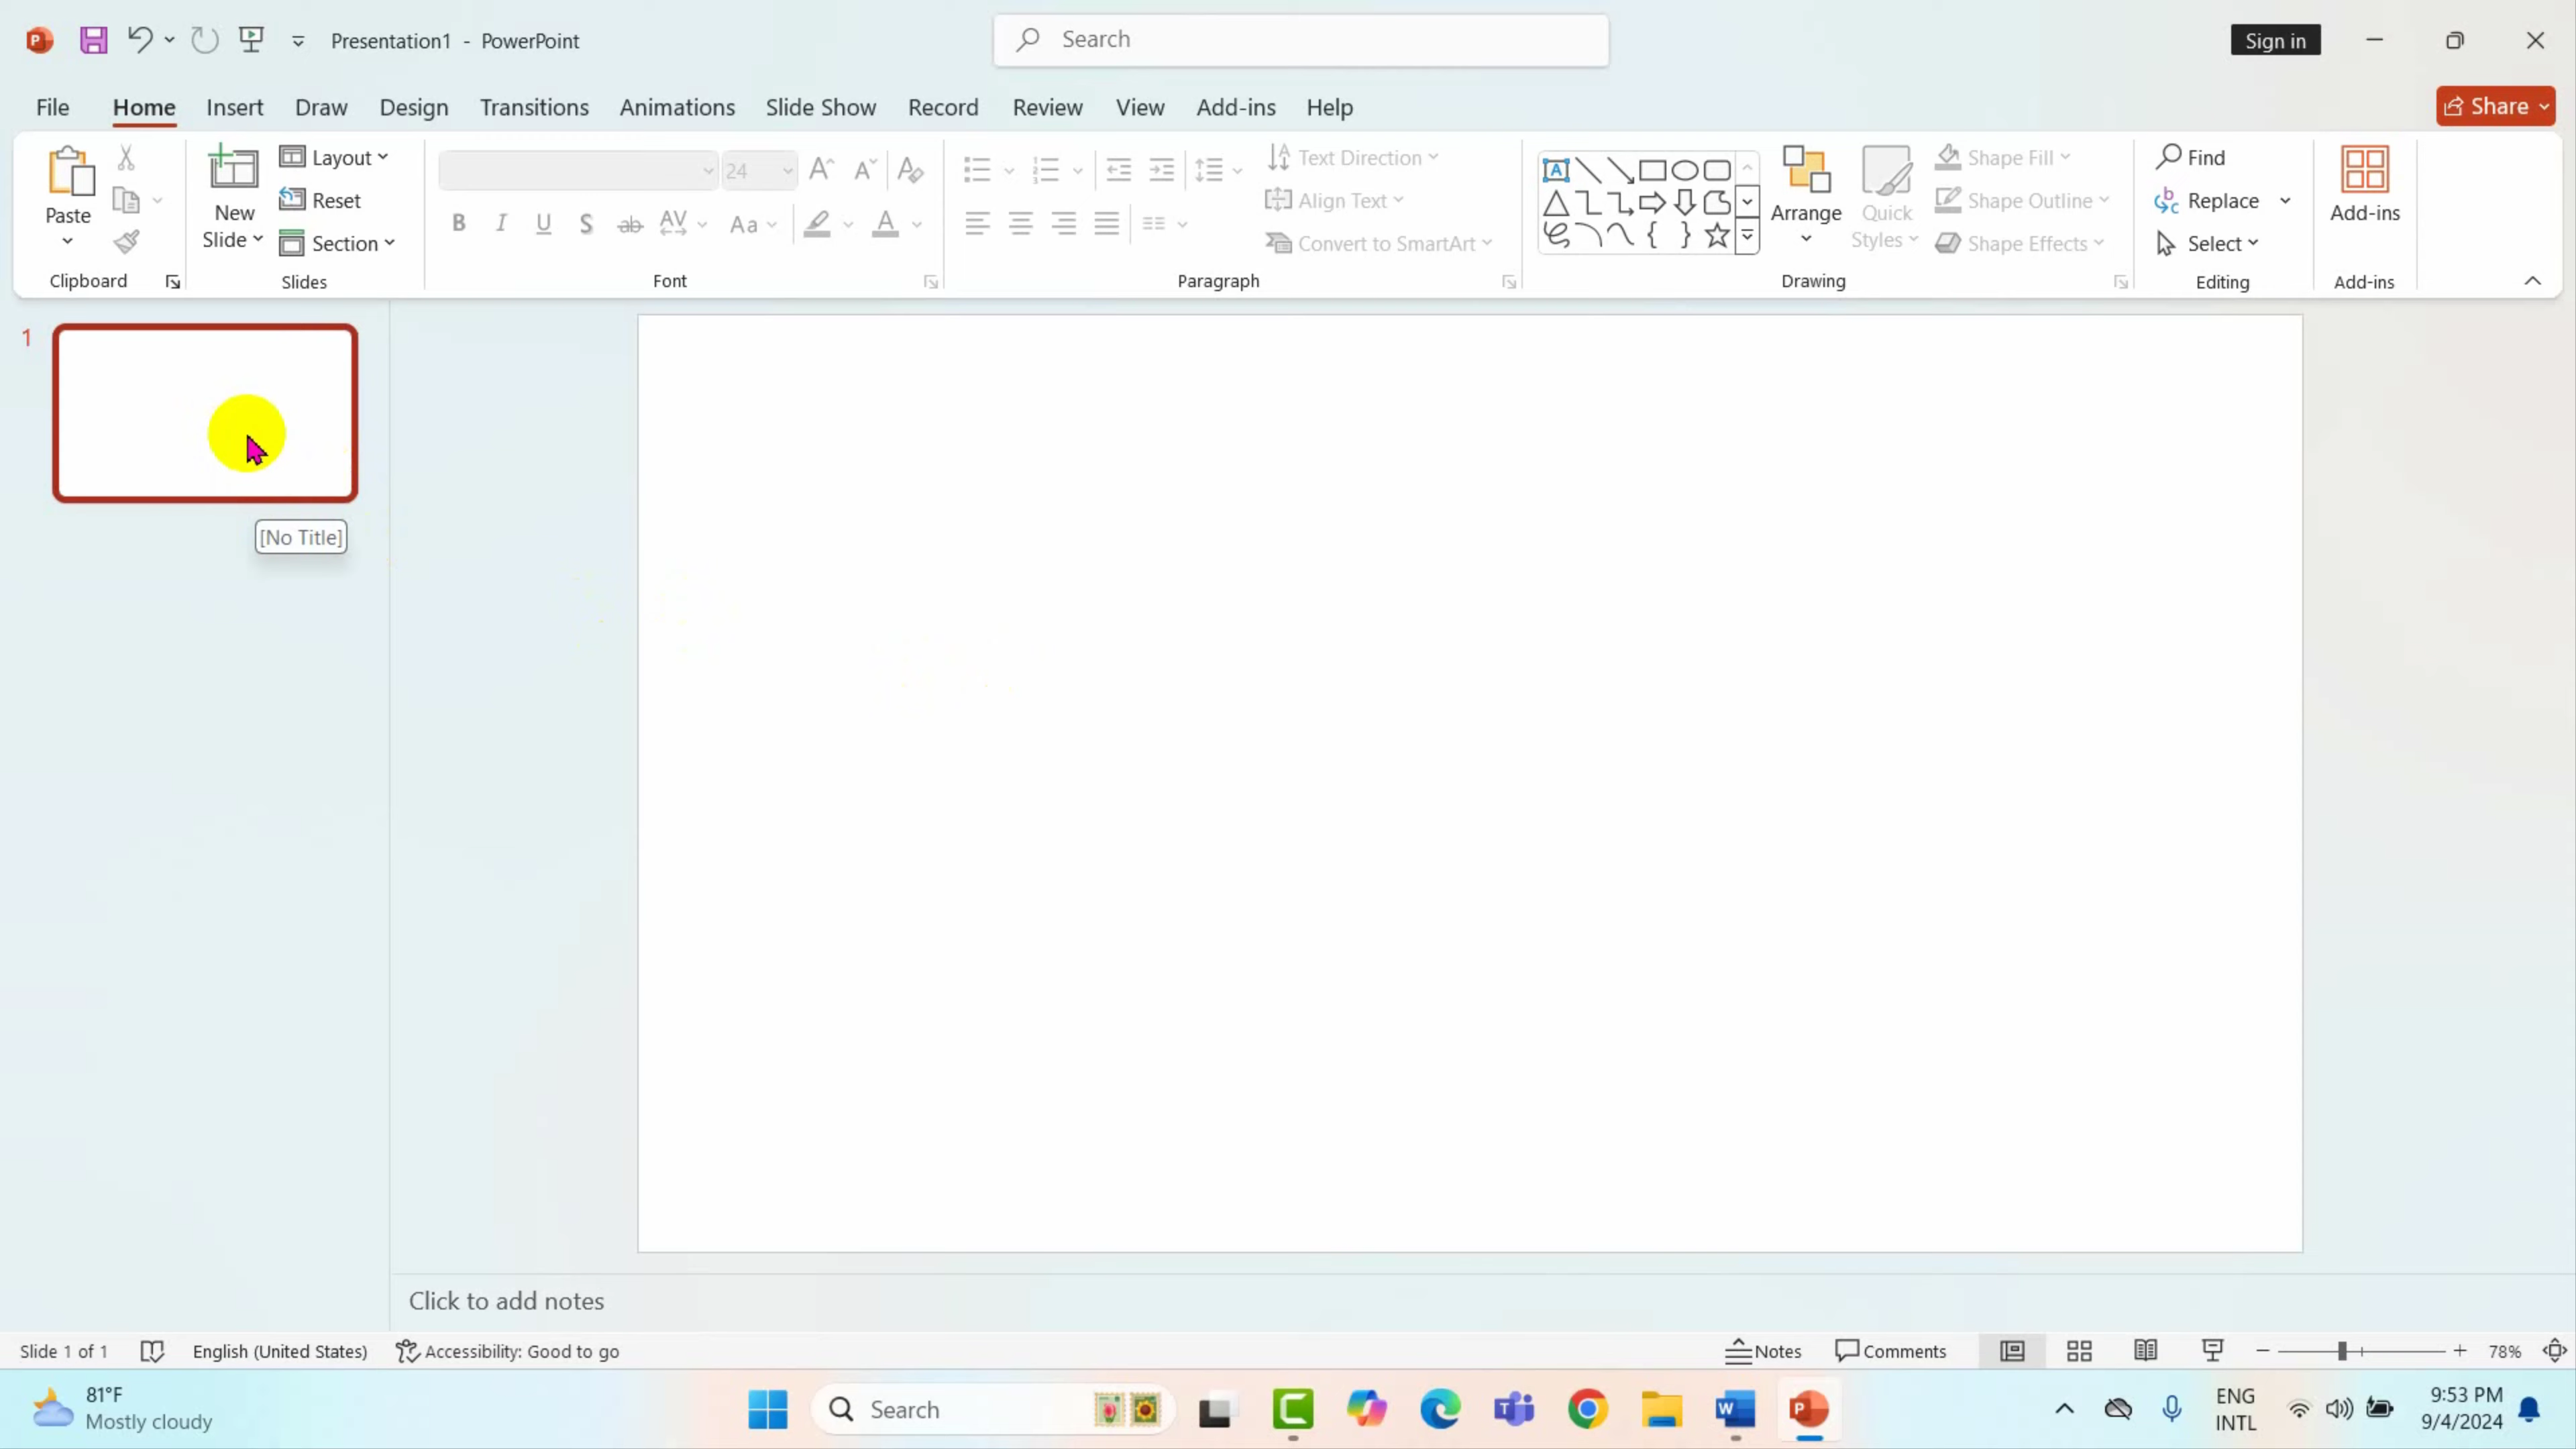 Presentation1 - PowerPoint
Search
Sign in
File Home Insert Draw Design Transitions Animations Slide Show Record Review View Add-ins Help
Share
Paste
New Slide
Layout
Reset
Section
24
Text Direction
Align Text
Convert to SmartArt
Arrange
Quick Styles
Shape Fill
Shape Outline
Shape Effects
Find
Replace
Select
Add-ins
Clipboard Slides Font Paragraph Drawing Editing Add-ins
1
[No Title]
Click to add notes
Slide 1 of 1 English (United States) Accessibility: Good to go Notes Comments 78%
81°F
Mostly cloudy
Search
ENG
INTL
9:53 PM
9/4/2024